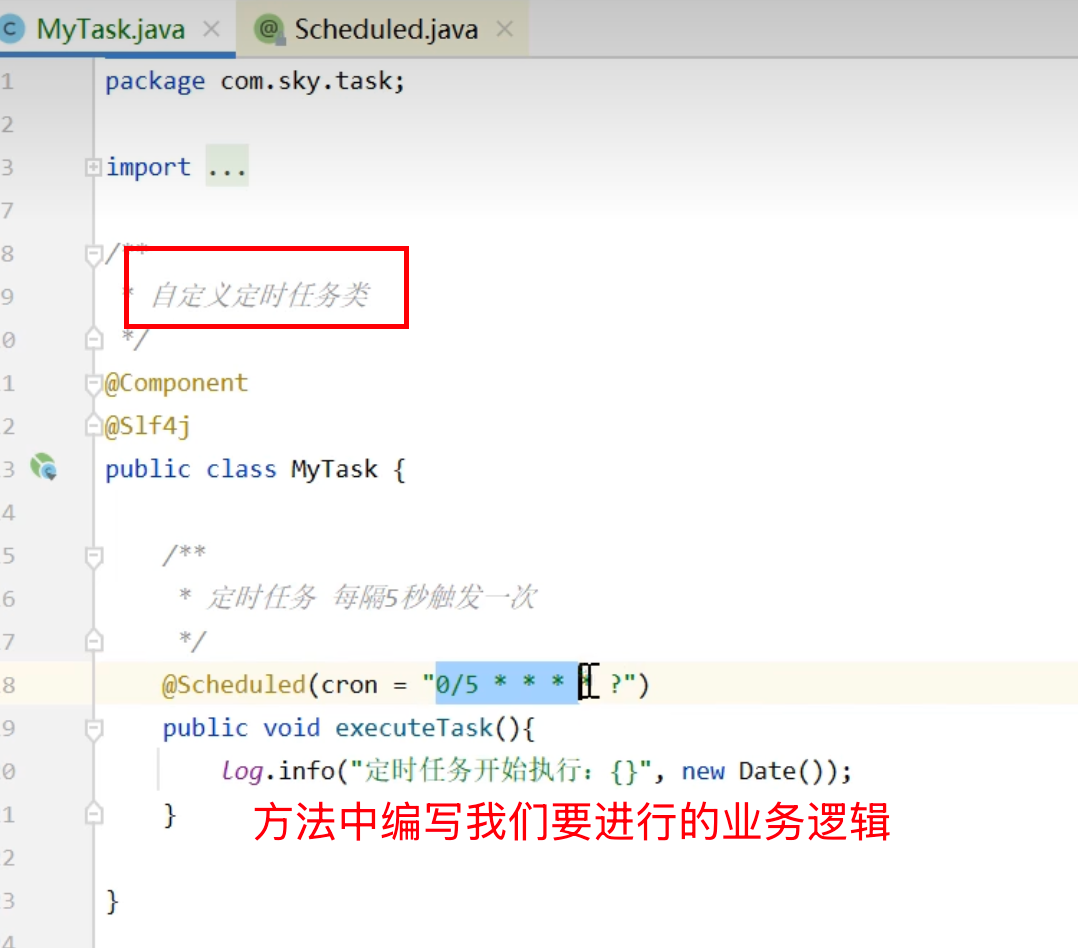 MyTask.java
Scheduled.java
1 package com.sky.task;
2
3 import ...
7
8 /**
9 * 自定义定时任务类
0 */
1 @Component
2 @Slf4j
3 public class MyTask {
4
5 /**
6 * 定时任务 每隔5秒触发一次
7 */
8 @Scheduled(cron = "0/5 * * * * ?")
9 public void executeTask(){
0 log.info("定时任务开始执行：{}", new Date());
1 }
方法中编写我们要进行的业务逻辑
2
3 }
4